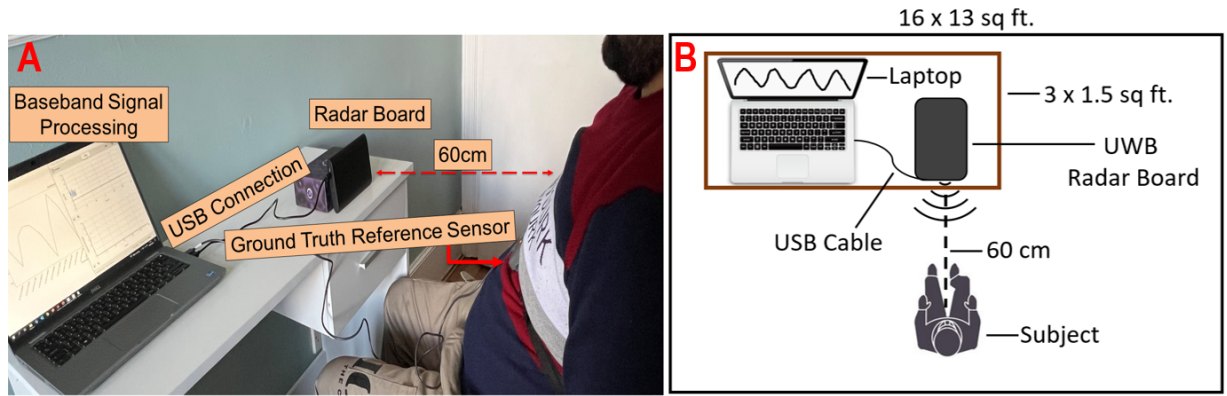 16 x 13 sq ft.
A
Baseband Signal
Processing
Radar Board
60cm
USB Connection
Ground Truth Reference Sensor
B
Laptop
3 x 1.5 sq ft.
UWB
Radar Board
USB Cable
60 cm
Subject